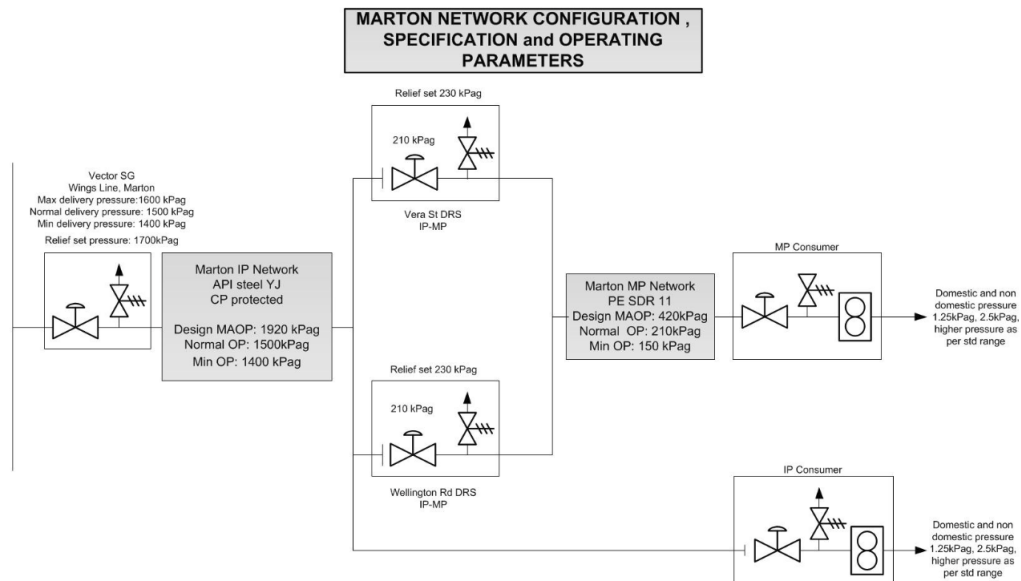 MARTON NETWORK CONFIGURATION ,
SPECIFICATION and OPERATING
PARAMETERS
Relief set 230 kPag
210 kPag
Vera St DRS
IP-MP
Vector SG
Wings Line, Marton
Max delivery pressure:1600 kPag
Normal delivery pressure: 1500 kPag
Min delivery pressure: 1400 kPag
Relief set pressure: 1700kPag
Marton IP Network
API steel YJ
CP protected
Design MAOP: 1920 kPag
Normal OP: 1500kPag
Min OP: 1400 kPag
Relief set 230 kPag
210 kPag
Wellington Rd DRS
IP-MP
Marton MP Network
PE SDR 11
Design MAOP: 420kPag
Normal OP: 210kPag
Min OP: 150 kPag
MP Consumer
Domestic and non
domestic pressure
1.25kPag, 2.5kPag,
higher pressure as
per std range
IP Consumer
Domestic and non
domestic pressure
1.25kPag, 2.5kPag,
higher pressure as
per std range